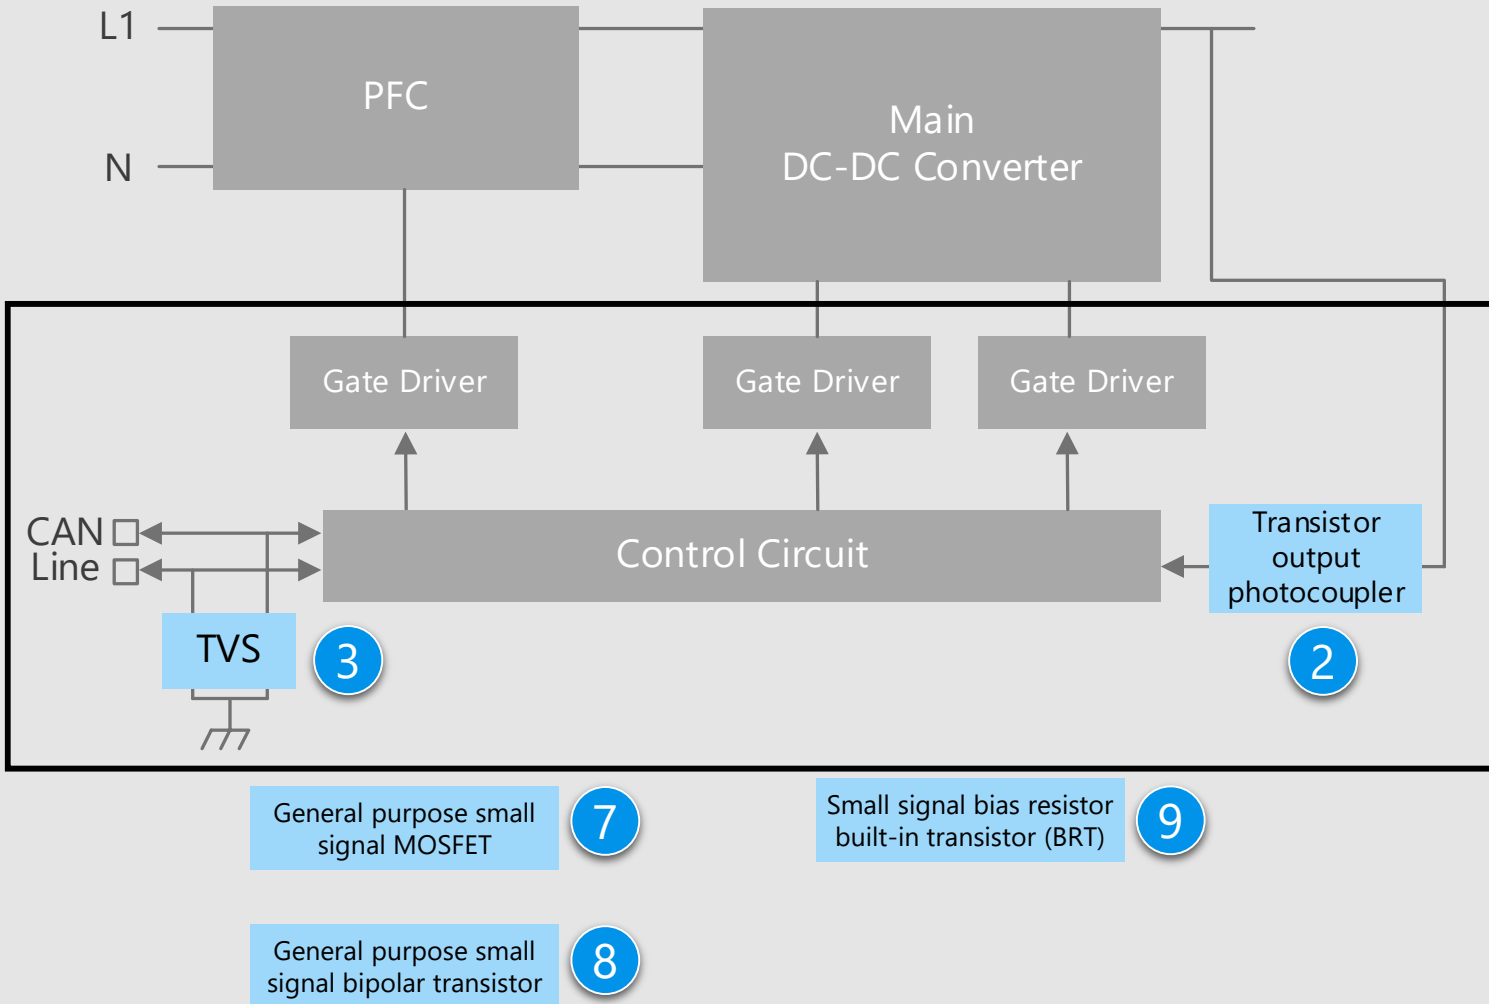 L1
PFC
Main
DC-DC Converter
N
Gate Driver
Gate Driver
Gate Driver
CAN
Line
Control Circuit
Transistor
output
photocoupler
TVS
3
2
General purpose small
signal MOSFET
7
Small signal bias resistor
built-in transistor (BRT)
9
General purpose small
signal bipolar transistor
8